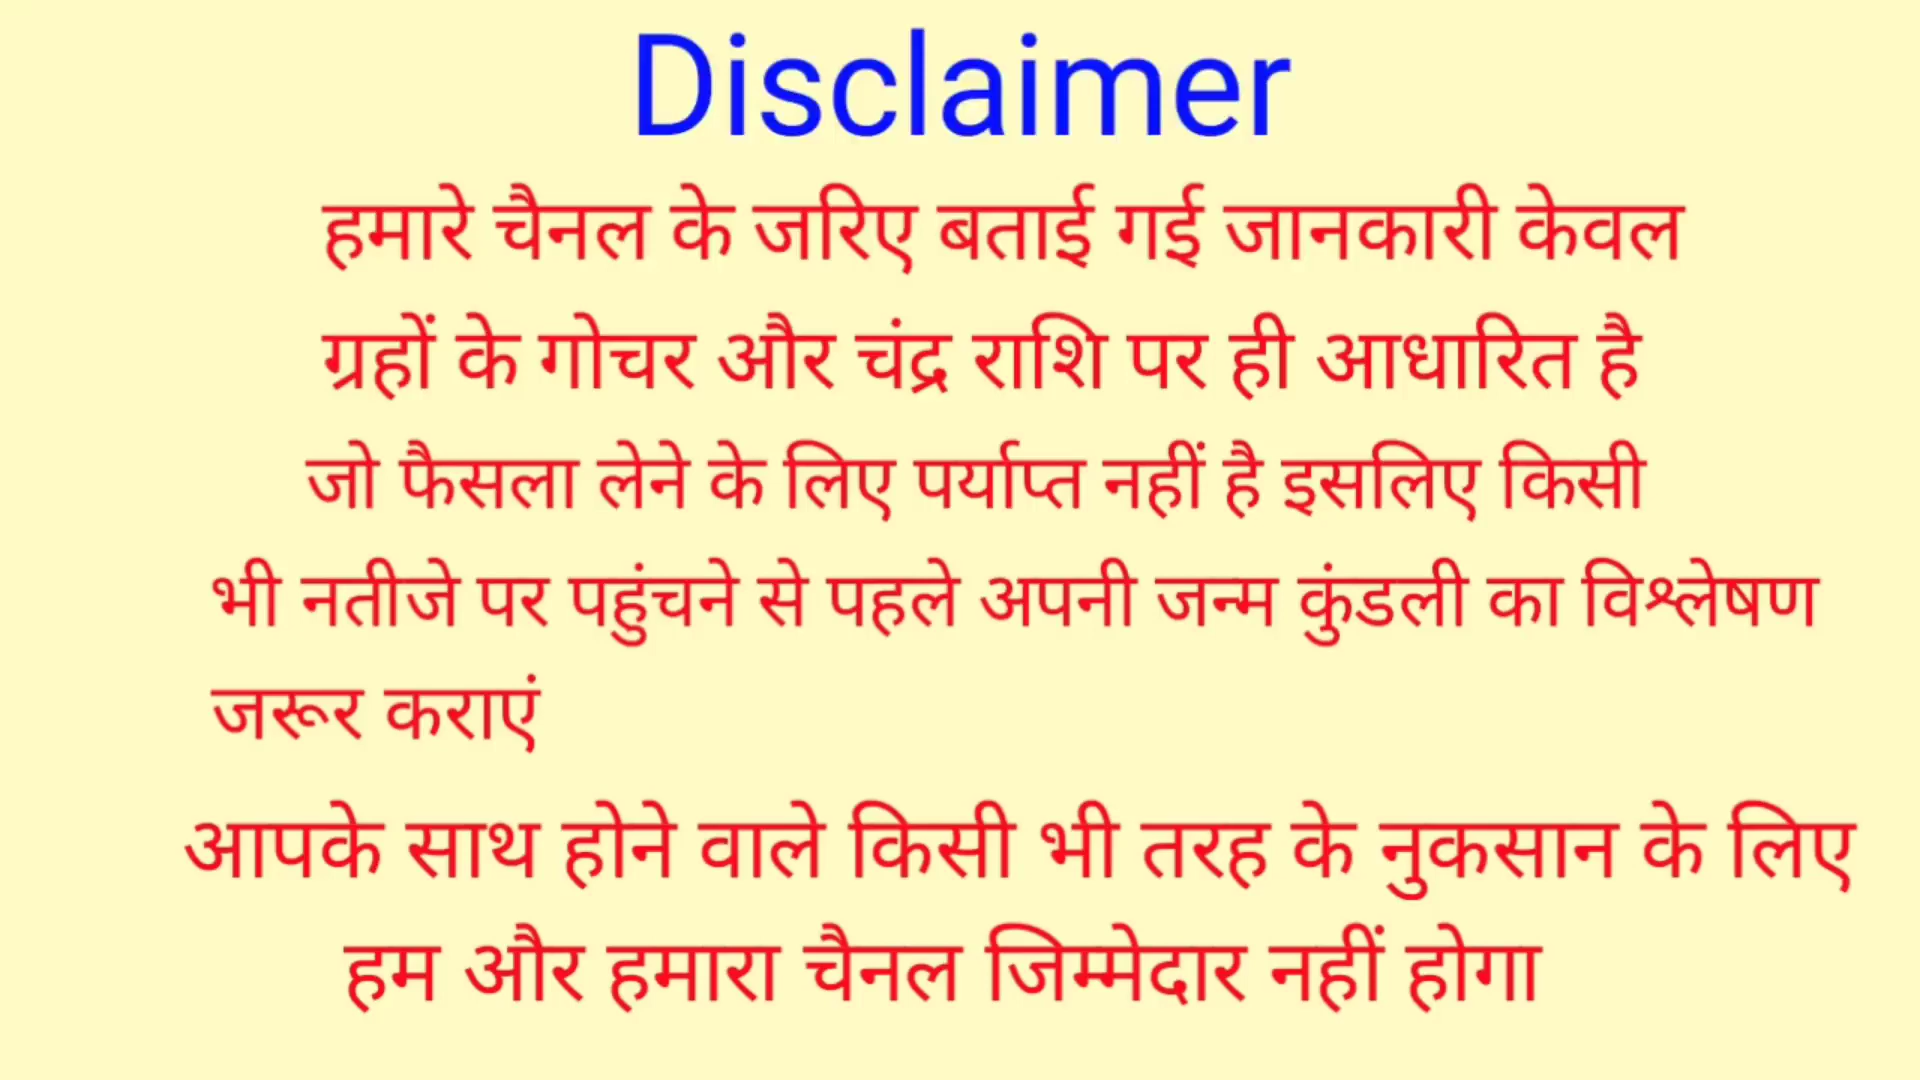 Disclaimer
हमारे चैनल के जरिए बताई गई जानकारी केवल
ग्रहों के गोचर और चंद्र राशि पर ही आधारित है
जो फैसला लेने के लिए पर्याप्त नहीं है इसलिए किसी
भी नतीजे पर पहुंचने से पहले अपनी जन्म कुंडली का विश्लेषण
जरूर कराएं
आपके साथ होने वाले किसी भी तरह के नुकसान के लिए
हम और हमारा चैनल जिम्मेदार नहीं होगा